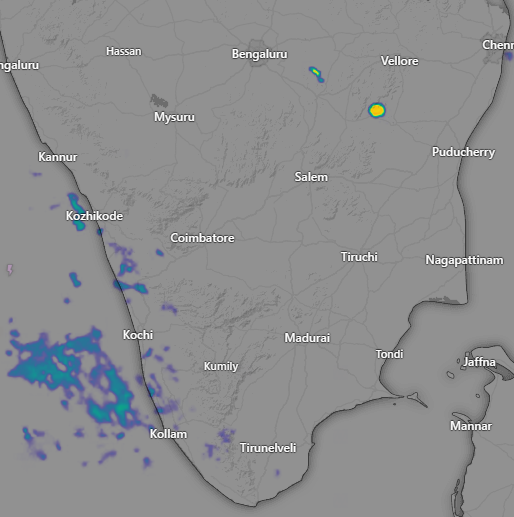 Hassan
Bengaluru
Chenn
Vellore
ngaluru
Mysuru
Kannur
Puducherry
Salem
Kozhikode
Coimbatore
Tiruchi
Nagapattinam
Kochi
Madurai
Tondi
Kumily
Jaffna
Mannar
Kollam
Tirunelveli